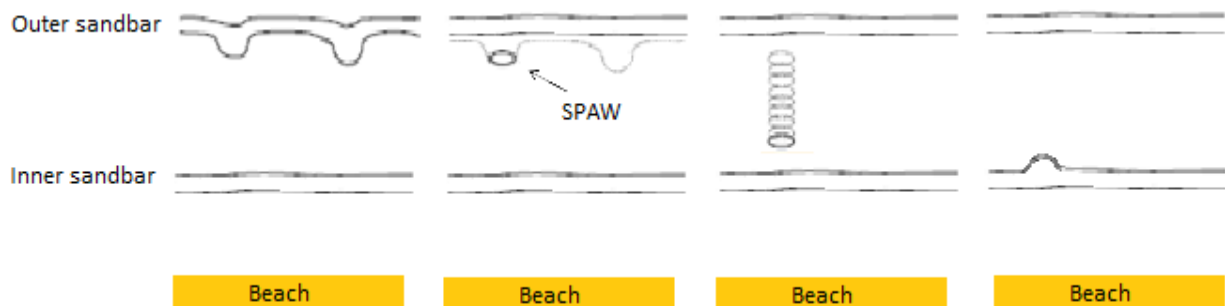 Outer sandbar
SPAW
Inner sandbar
Beach
Beach
Beach
Beach